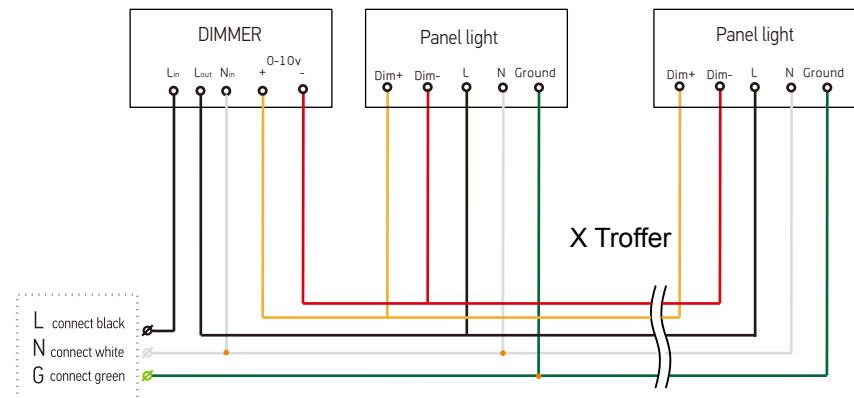 DIMMER
0-10v
Lin Lout Nin + -
Panel light
Dim+ Dim- L N Ground
Panel light
Dim+ Dim- L N Ground
X Troffer
L connect black
N connect white
G connect green